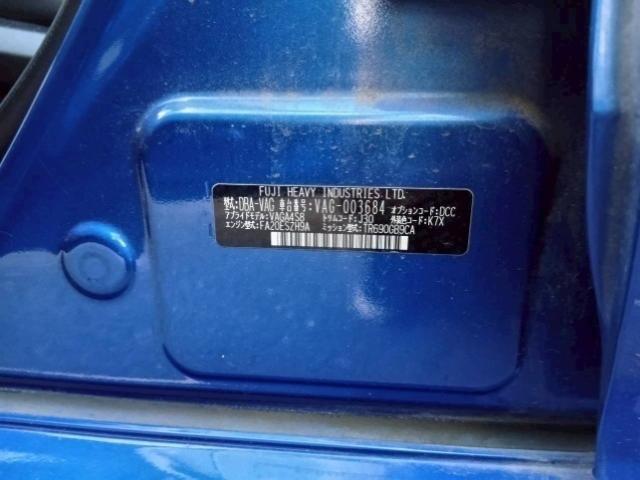 FUJI HEAVY INDUSTRIES LTD.
型式:DBA-VAG 車台番号:VAG-003684 オプションコード:DCC
アプライドモデル:VAGA4S8 トリムコード:J30 外装色コード:K7X
エンジン型式:FA20ESZH9A ミッション型式:TR690GB9CA